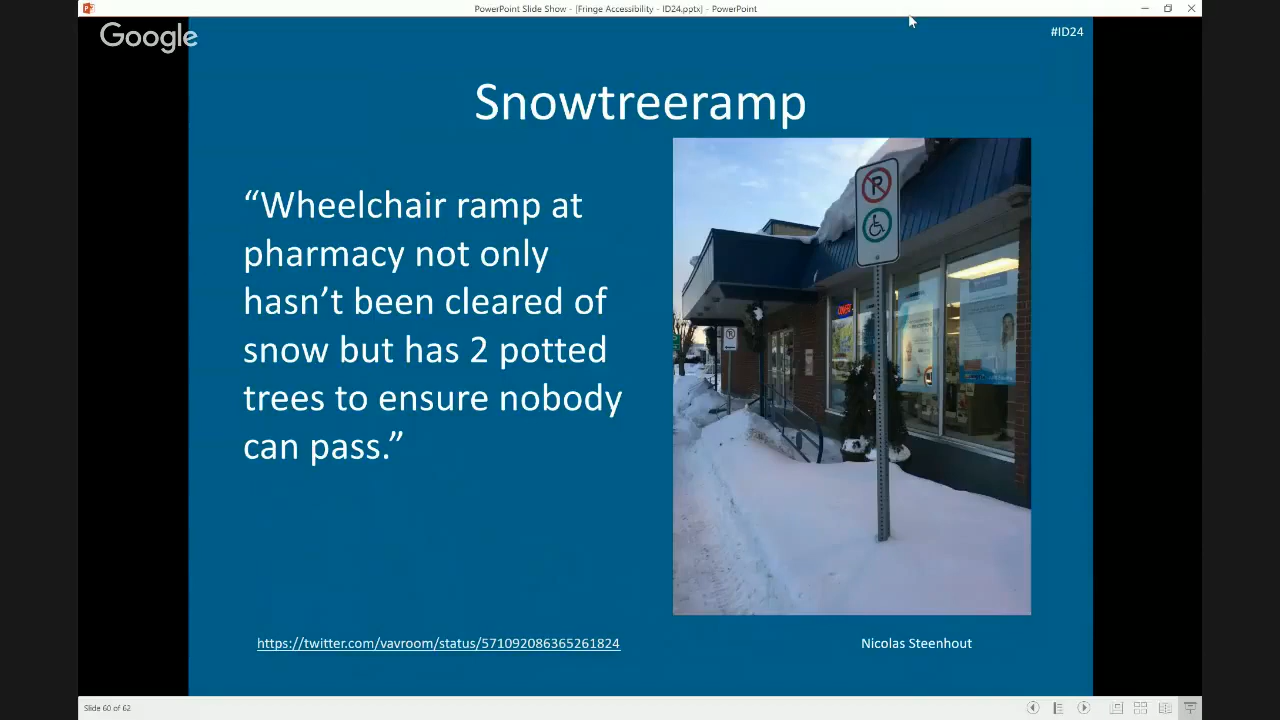 PowerPoint Slide Show - [Fringe Accessibility - ID24.pptx] - PowerPoint
Google
#ID24
Snowtreeramp
“Wheelchair ramp at
pharmacy not only
hasn’t been cleared of
snow but has 2 potted
trees to ensure nobody
can pass.”
P
https://twitter.com/vavroom/status/571092086365261824
Nicolas Steenhout
Slide 60 of 62